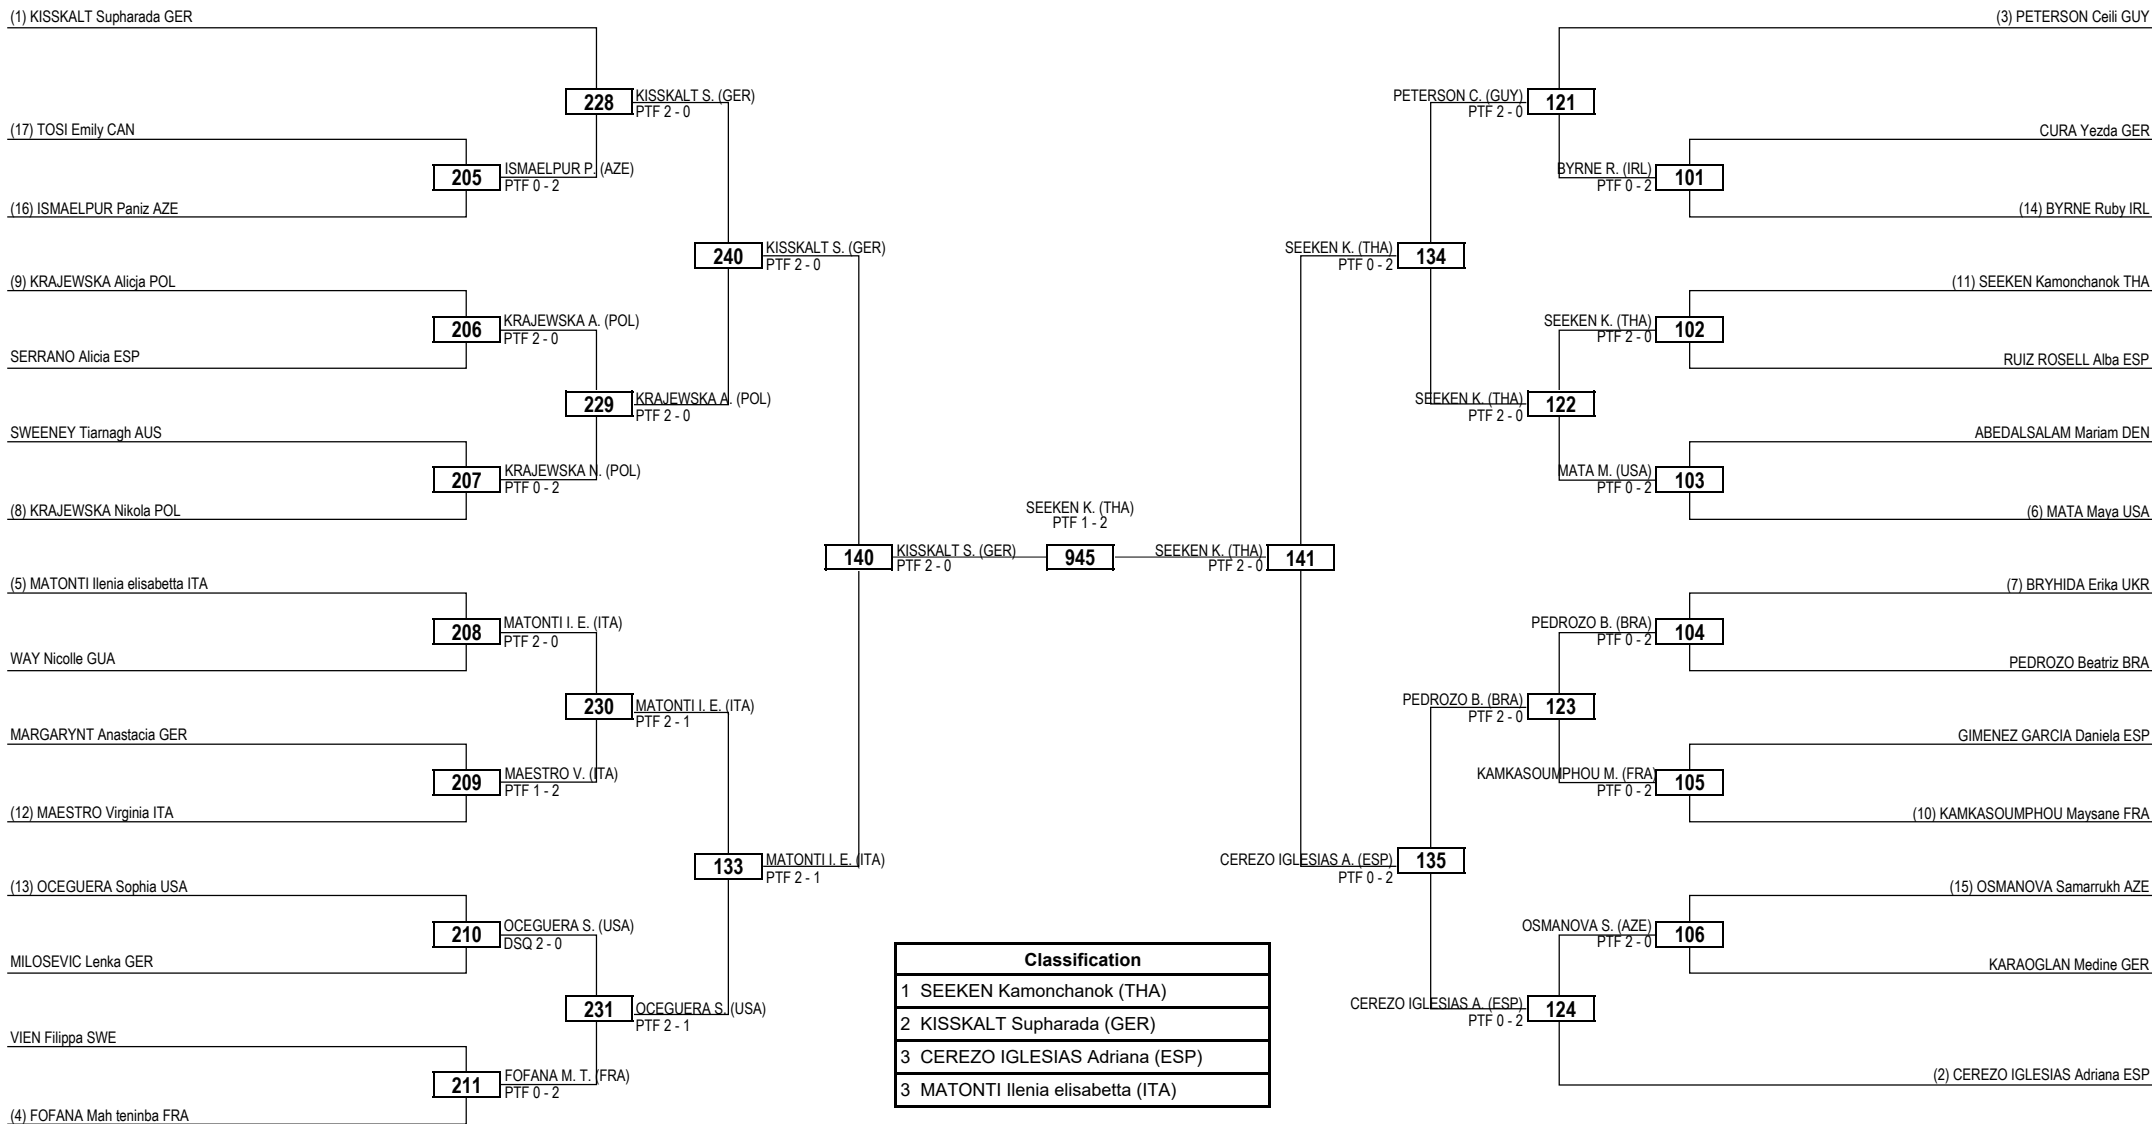 (1) KISSKALT Supharada GER
(3) PETERSON Ceili GUY
228
KISSKALT S. (GER)
PTF 2 - 0
PETERSON C. (GUY)
PTF 2 - 0
121
(17) TOSI Emily CAN
CURA Yezda GER
205
ISMAELPUR P. (AZE)
PTF 0 - 2
BYRNE R. (IRL)
PTF 0 - 2
101
(16) ISMAELPUR Paniz AZE
(14) BYRNE Ruby IRL
240
KISSKALT S. (GER)
PTF 2 - 0
SEEKEN K. (THA)
PTF 0 - 2
134
(9) KRAJEWSKA Alicja POL
(11) SEEKEN Kamonchanok THA
206
KRAJEWSKA A. (POL)
PTF 2 - 0
SEEKEN K. (THA)
PTF 2 - 0
102
SERRANO Alicia ESP
RUIZ ROSELL Alba ESP
229
KRAJEWSKA A. (POL)
PTF 2 - 0
SEEKEN K. (THA)
PTF 2 - 0
122
SWEENEY Tiarnagh AUS
ABEDALSALAM Mariam DEN
207
KRAJEWSKA N. (POL)
PTF 0 - 2
MATA M. (USA)
PTF 0 - 2
103
(8) KRAJEWSKA Nikola POL
(6) MATA Maya USA
SEEKEN K. (THA)
PTF 1 - 2
140
KISSKALT S. (GER)
PTF 2 - 0
945
SEEKEN K. (THA)
PTF 2 - 0
141
(5) MATONTI Ilenia elisabetta ITA
(7) BRYHIDA Erika UKR
208
MATONTI I. E. (ITA)
PTF 2 - 0
PEDROZO B. (BRA)
PTF 0 - 2
104
WAY Nicolle GUA
PEDROZO Beatriz BRA
230
MATONTI I. E. (ITA)
PTF 2 - 1
PEDROZO B. (BRA)
PTF 2 - 0
123
MARGARYNT Anastacia GER
GIMENEZ GARCIA Daniela ESP
209
MAESTRO V. (ITA)
PTF 1 - 2
KAMKASOUMPHOU M. (FRA)
PTF 0 - 2
105
(12) MAESTRO Virginia ITA
(10) KAMKASOUMPHOU Maysane FRA
133
MATONTI I. E. (ITA)
PTF 2 - 1
CEREZO IGLESIAS A. (ESP)
PTF 0 - 2
135
(13) OCEGUERA Sophia USA
(15) OSMANOVA Samarrukh AZE
210
OCEGUERA S. (USA)
DSQ 2 - 0
OSMANOVA S. (AZE)
PTF 2 - 0
106
MILOSEVIC Lenka GER
KARAOGLAN Medine GER
231
OCEGUERA S. (USA)
PTF 2 - 1
CEREZO IGLESIAS A. (ESP)
PTF 0 - 2
124
VIEN Filippa SWE
211
FOFANA M. T. (FRA)
PTF 0 - 2
(2) CEREZO IGLESIAS Adriana ESP
(4) FOFANA Mah teninba FRA
Classification
1 SEEKEN Kamonchanok (THA)
2 KISSKALT Supharada (GER)
3 CEREZO IGLESIAS Adriana (ESP)
3 MATONTI Ilenia elisabetta (ITA)